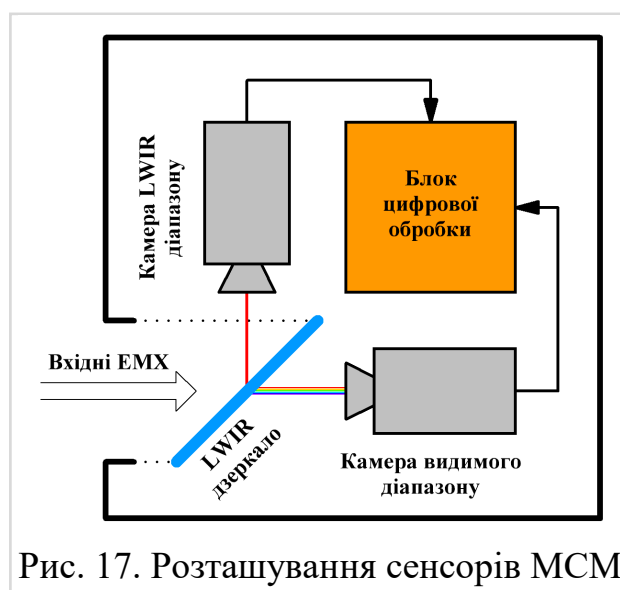 Камера LWIR
діапазону
Блок
цифрової
обробки
Вхідні ЕМХ
LWIR
дзеркало
Камера видимого
діапазону
Рис. 17. Розташування сенсорів МСМ